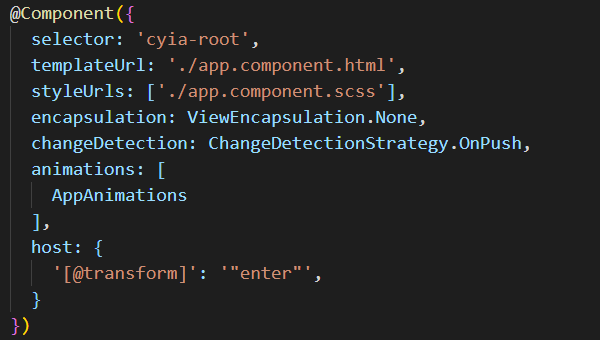 @Component({
  selector: 'cyia-root',
  templateUrl: './app.component.html',
  styleUrls: ['./app.component.scss'],
  encapsulation: ViewEncapsulation.None,
  changeDetection: ChangeDetectionStrategy.OnPush,
  animations: [
    AppAnimations
  ],
  host: {
    '[@transform]': '"enter"',
  }
})